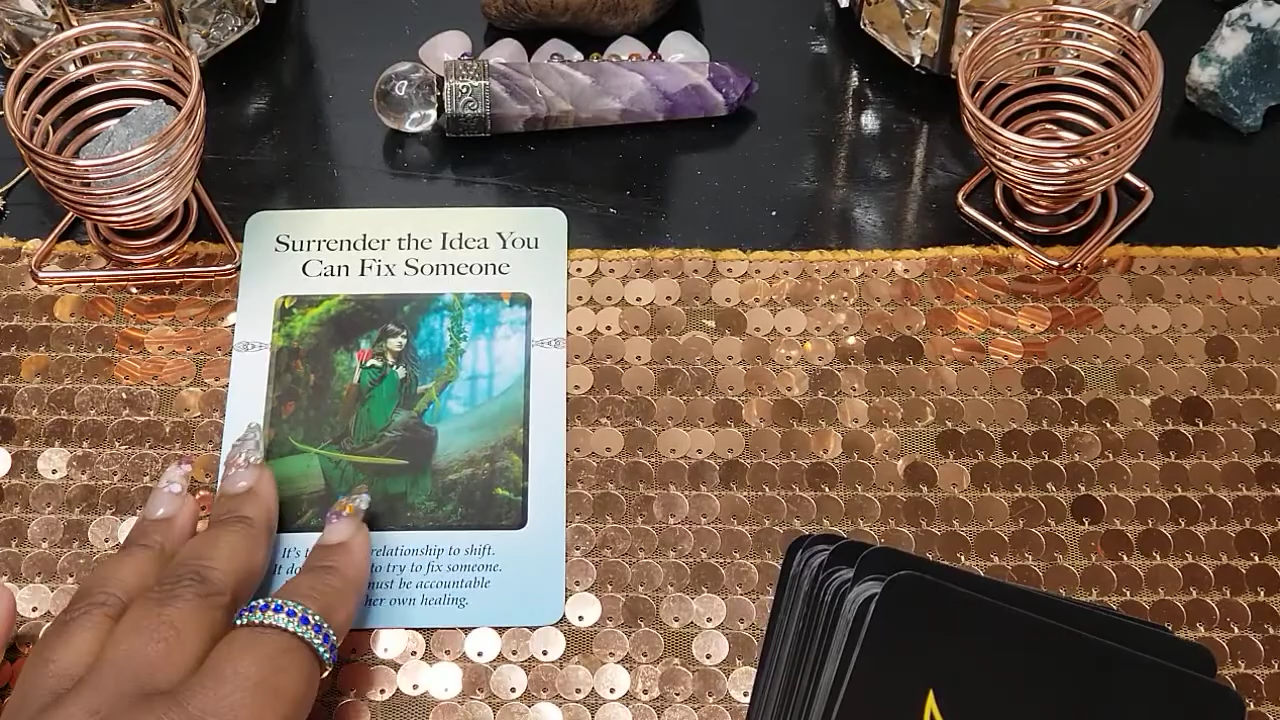 Surrender the Idea You
Can Fix Someone
It's relationship to shift.
It to try to fix someone.
must be accountable
her own healing.